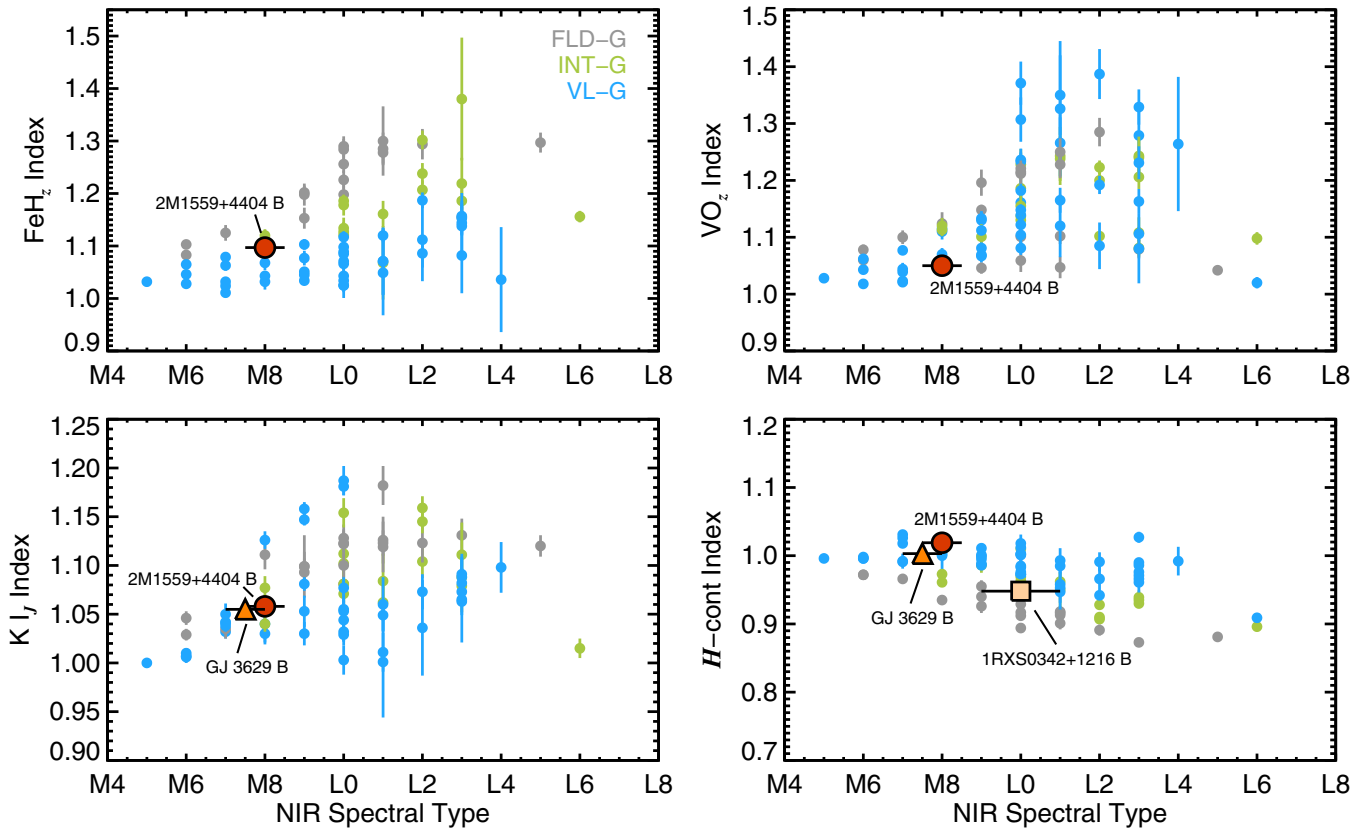 FeH_z Index
1.5
1.4
1.3
1.2
1.1
1.0
0.9
FLD–G
INT–G
VL–G
2M1559+4404 B
M4 M6 M8 L0 L2 L4 L6 L8
VO_z Index
1.5
1.4
1.3
1.2
1.1
1.0
0.9
2M1559+4404 B
M4 M6 M8 L0 L2 L4 L6 L8
K I_J Index
1.25
1.20
1.15
1.10
1.05
1.00
0.95
0.90
2M1559+4404 B
GJ 3629 B
M4 M6 M8 L0 L2 L4 L6 L8
NIR Spectral Type
H–cont Index
1.2
1.1
1.0
0.9
0.8
0.7
2M1559+4404 B
GJ 3629 B
1RXS0342+1216 B
M4 M6 M8 L0 L2 L4 L6 L8
NIR Spectral Type